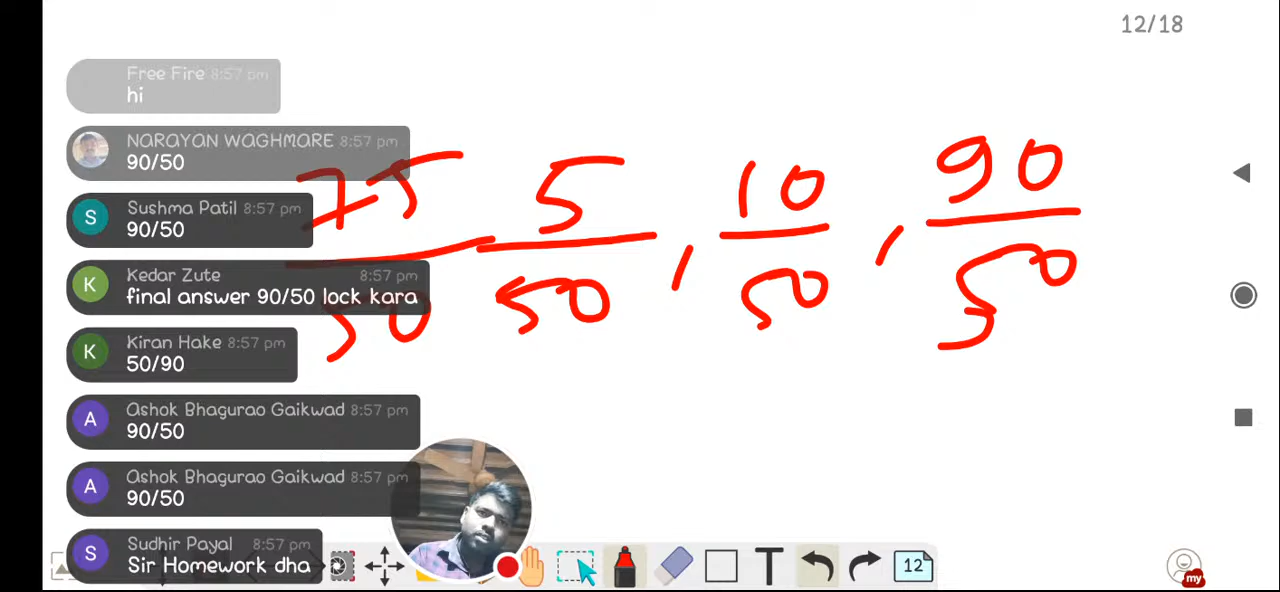 12/18
Free Fire 8:57 pm
hi
NARAYAN WAGHMARE 8:57 pm
90/50
Sushma Patil 8:57 pm
90/50
Kedar Zute 8:57 pm
final answer 90/50 lock kara
Kiran Hake 8:57 pm
50/90
Ashok Bhagurao Gaikwad 8:57 pm
90/50
Ashok Bhagurao Gaikwad 8:57 pm
90/50
Sudhir Payal 8:57 pm
Sir Homework dha
75 5 10 90
50 50 , 50 , 50
T 12 my